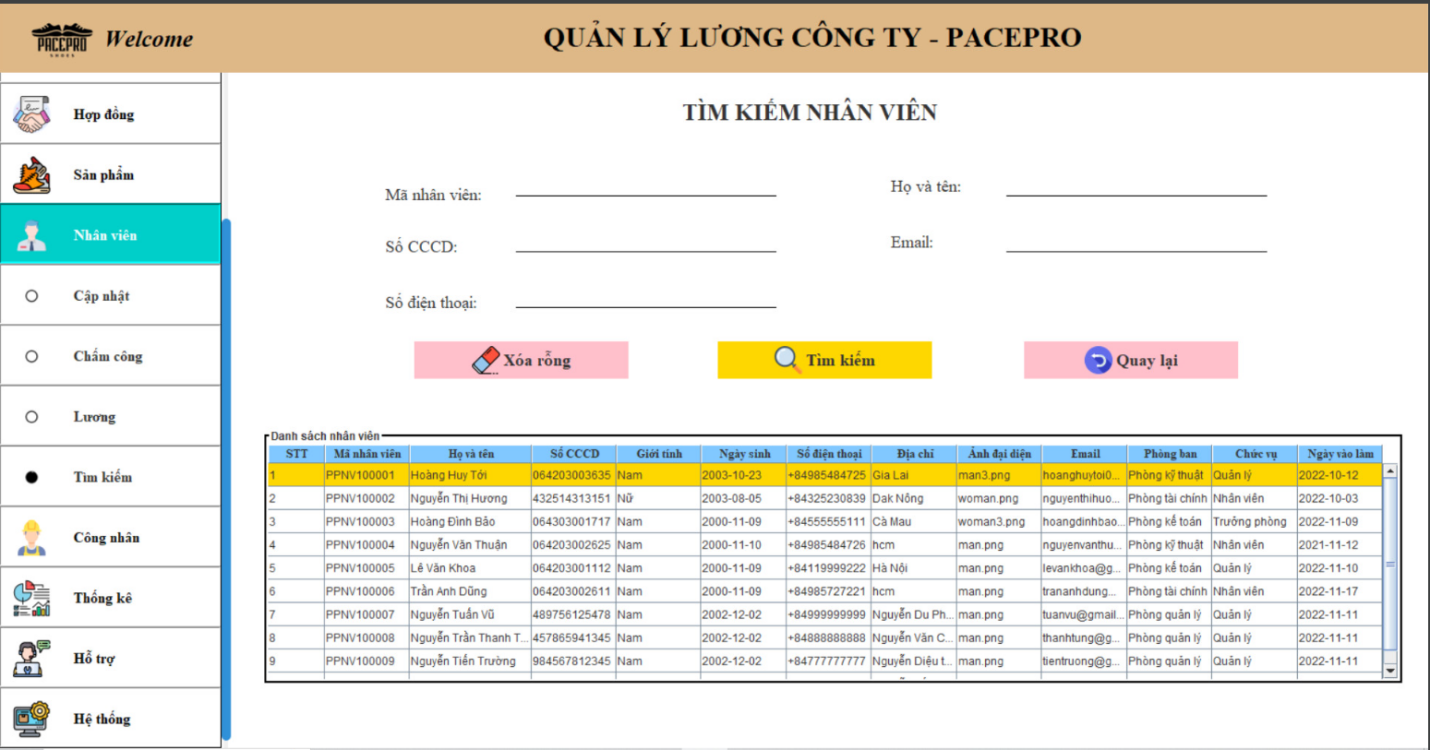 PACEPRO
SHOES
Welcome
QUẢN LÝ LƯƠNG CÔNG TY - PACEPRO
Hợp đồng
Sản phẩm
Nhân viên
Cập nhật
Chấm công
Lương
Tìm kiếm
Công nhân
Thống kê
Hỗ trợ
Hệ thống
TÌM KIẾM NHÂN VIÊN
Mã nhân viên: Họ và tên:
Số CCCD: Email:
Số điện thoại:
Xóa rỗng Tìm kiếm Quay lại
Danh sách nhân viên
STT Mã nhân viên Họ và tên Số CCCD Giới tính Ngày sinh Số điện thoại Địa chỉ Ảnh đại diện Email Phòng ban Chức vụ Ngày vào làm
1 PPNV100001 Hoàng Huy Tới 064203003635 Nam 2003-10-23 +84985484725 Gia Lai man3.png hoanghuytoi0... Phòng kỹ thuật Quản lý 2022-10-12
2 PPNV100002 Nguyễn Thị Hương 432514313151 Nữ 2003-08-05 +84325230839 Dak Nông woman.png nguyenthihuo... Phòng tài chính Nhân viên 2022-10-03
3 PPNV100003 Hoàng Đình Bảo 064303001717 Nam 2000-11-09 +84555555111 Cà Mau woman3.png hoangdinhbao... Phòng kế toán Trưởng phòng 2022-11-09
4 PPNV100004 Nguyễn Văn Thuận 064203002625 Nam 2000-11-10 +84985484726 hcm man.png nguyenvanthu... Phòng kỹ thuật Nhân viên 2021-11-12
5 PPNV100005 Lê Văn Khoa 064203001112 Nam 2000-11-09 +84119999222 Hà Nội man.png levankhoa@g... Phòng kế toán Quản lý 2022-11-10
6 PPNV100006 Trần Anh Dũng 064203002611 Nam 2000-11-09 +84985727221 hcm man.png trananhdung... Phòng tài chính Nhân viên 2022-11-17
7 PPNV100007 Nguyễn Tuấn Vũ 489756125478 Nam 2002-12-02 +84999999999 Nguyễn Du Ph... man.png tuanvu@gmail... Phòng quản lý Quản lý 2022-11-11
8 PPNV100008 Nguyễn Trần Thanh T... 457865941345 Nam 2002-12-02 +84888888888 Nguyễn Văn C... man.png thanhtung@g... Phòng quản lý Quản lý 2022-11-11
9 PPNV100009 Nguyễn Tiến Trường 984567812345 Nam 2002-12-02 +84777777777 Nguyễn Diệu t... man.png tientruong@g... Phòng quản lý Quản lý 2022-11-11